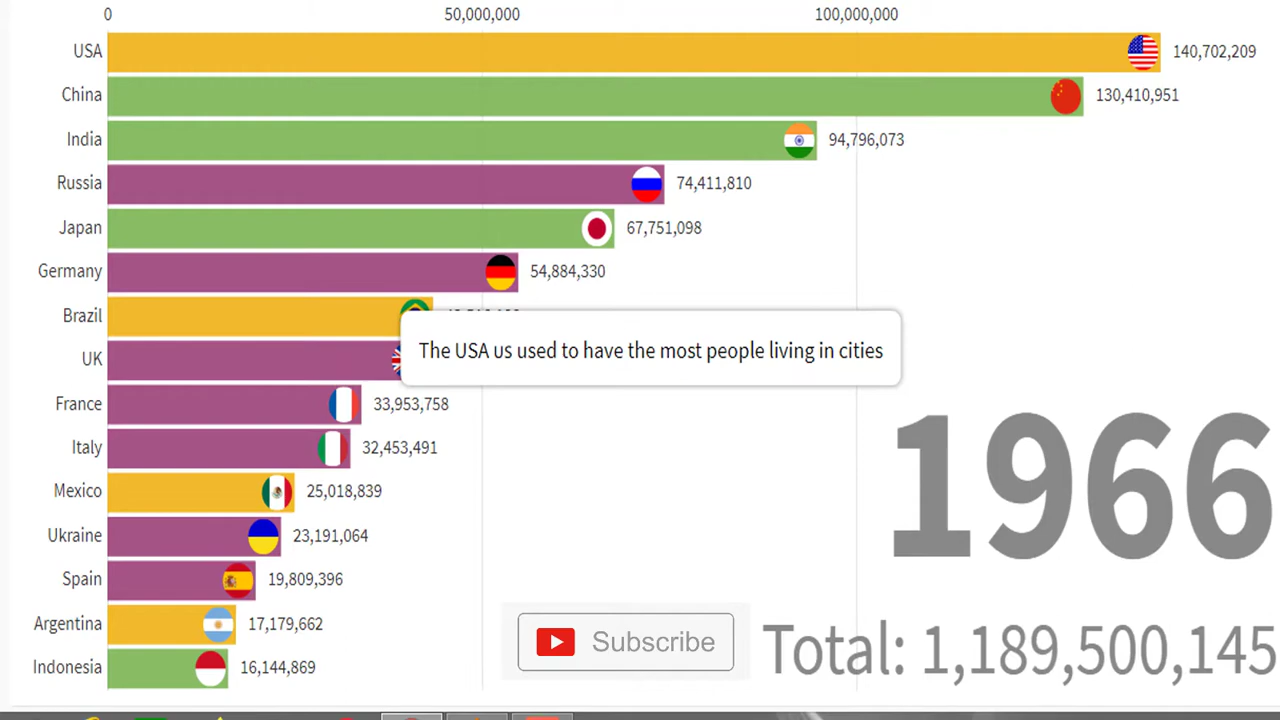 0 50,000,000 100,000,000
USA 140,702,209
China 130,410,951
India 94,796,073
Russia 74,411,810
Japan 67,751,098
Germany 54,884,330
Brazil
UK
The USA us used to have the most people living in cities
France 33,953,758
Italy 32,453,491
Mexico 25,018,839
Ukraine 23,191,064
Spain 19,809,396
Argentina 17,179,662
Indonesia 16,144,869
1966
Subscribe
Total: 1,189,500,145